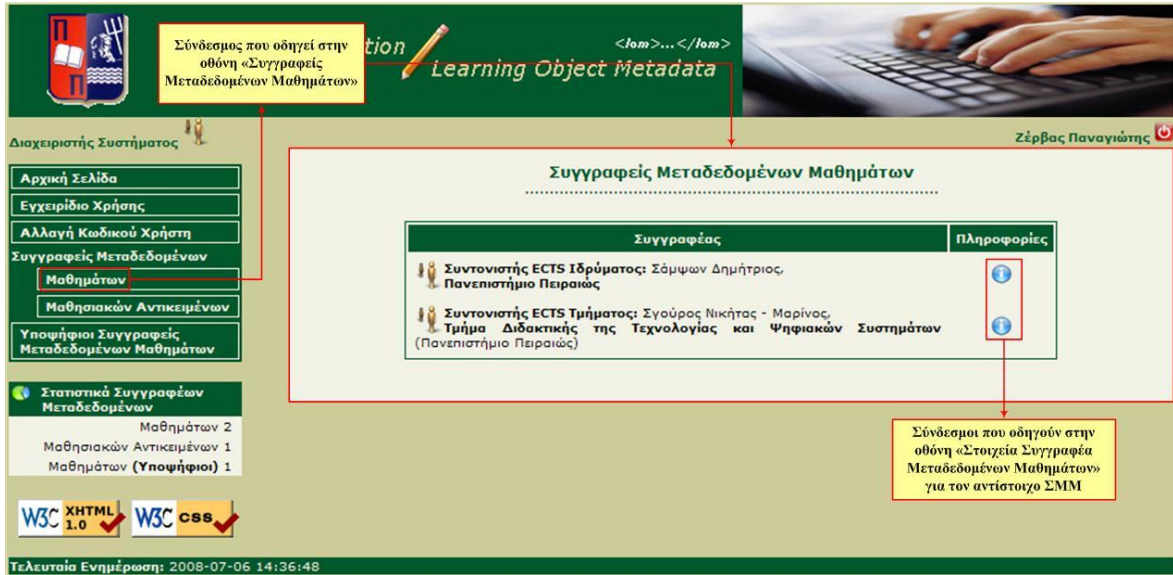 Π
Π
Σύνδεσμος που οδηγεί στην
οθόνη «Συγγραφείς
Μεταδεδομένων Μαθημάτων»
tion
Learning Object Metadata
<lom>...</lom>
Διαχειριστής Συστήματος
Ζέρβας Παναγιώτης
Αρχική Σελίδα
Εγχειρίδιο Χρήσης
Αλλαγή Κωδικού Χρήστη
Συγγραφείς Μεταδεδομένων
Μαθημάτων
Μαθησιακών Αντικειμένων
Υποψήφιοι Συγγραφείς
Μεταδεδομένων Μαθημάτων
Στατιστικά Συγγραφέων
Μεταδεδομένων
Μαθημάτων 2
Μαθησιακών Αντικειμένων 1
Μαθημάτων (Υποψήφιοι) 1
W3C XHTML 1.0
W3C css
Συγγραφείς Μεταδεδομένων Μαθημάτων
Συγγραφέας Πληροφορίες
Συντονιστής ECTS Ιδρύματος: Σάμψων Δημήτριος,
Πανεπιστήμιο Πειραιώς
Συντονιστής ECTS Τμήματος: Σγούρος Νικήτας - Μαρίνος,
Τμήμα Διδακτικής της Τεχνολογίας και Ψηφιακών Συστημάτων
(Πανεπιστήμιο Πειραιώς)
Σύνδεσμοι που οδηγούν στην
οθόνη «Στοιχεία Συγγραφέα
Μεταδεδομένων Μαθημάτων»
για τον αντίστοιχο ΣΜΜ
Τελευταία Ενημέρωση: 2008-07-06 14:36:48